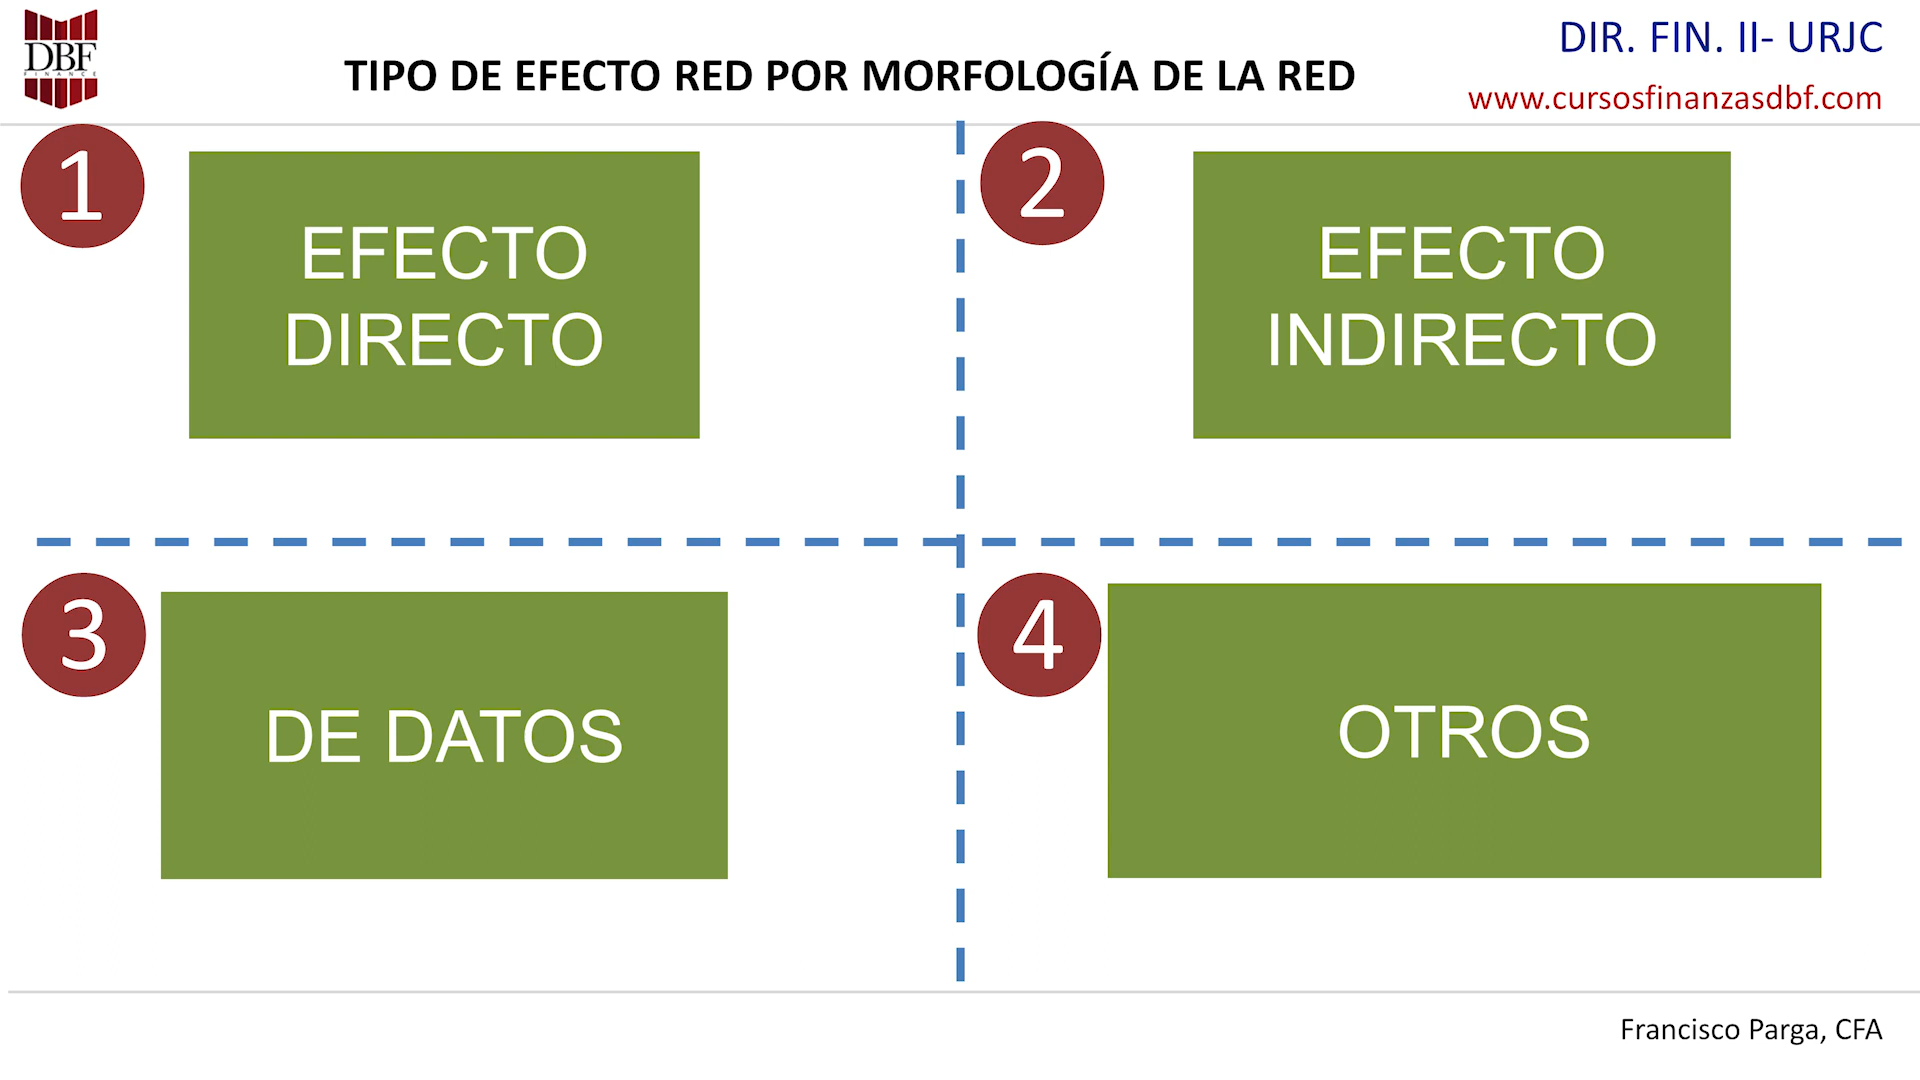 DBF
FINANCE
TIPO DE EFECTO RED POR MORFOLOGÍA DE LA RED
DIR. FIN. II- URJC
www.cursosfinanzasdbf.com
1
EFECTO
DIRECTO
2
EFECTO
INDIRECTO
3
DE DATOS
4
OTROS
Francisco Parga, CFA